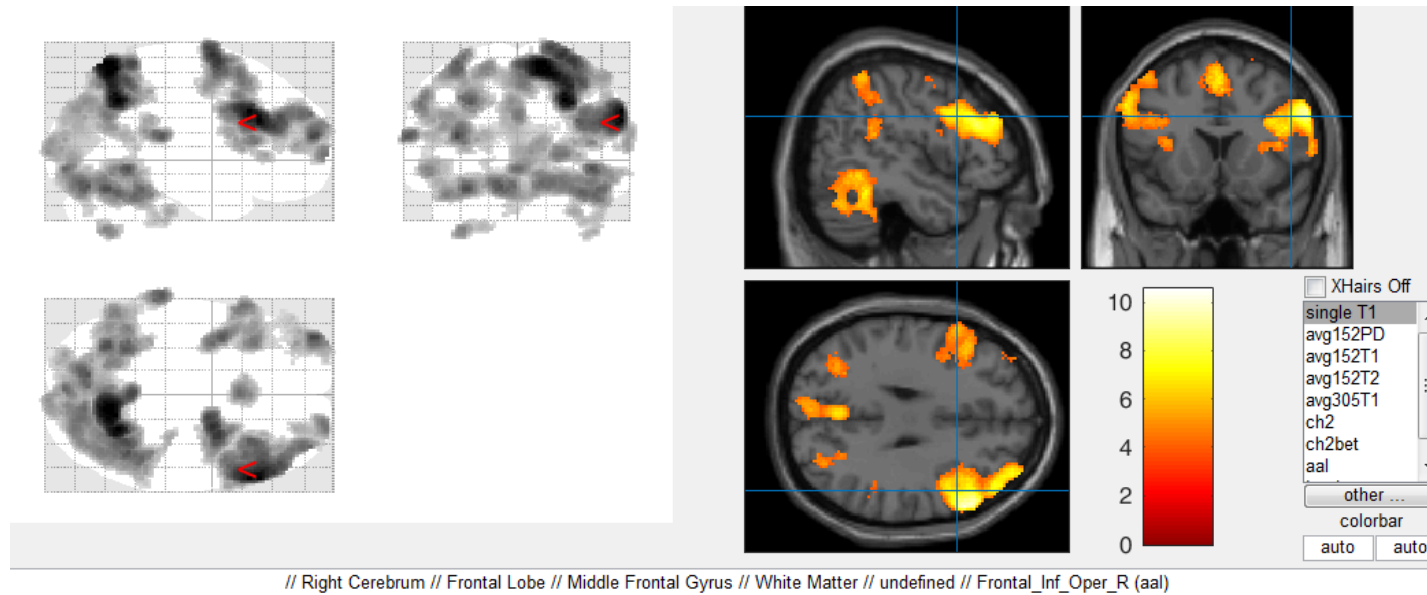 XHairs Off
single T1
avg152PD
avg152T1
avg152T2
avg305T1
ch2
ch2bet
aal
other ...
colorbar
auto auto
10
8
6
4
2
0
// Right Cerebrum // Frontal Lobe // Middle Frontal Gyrus // White Matter // undefined // Frontal_Inf_Oper_R (aal)